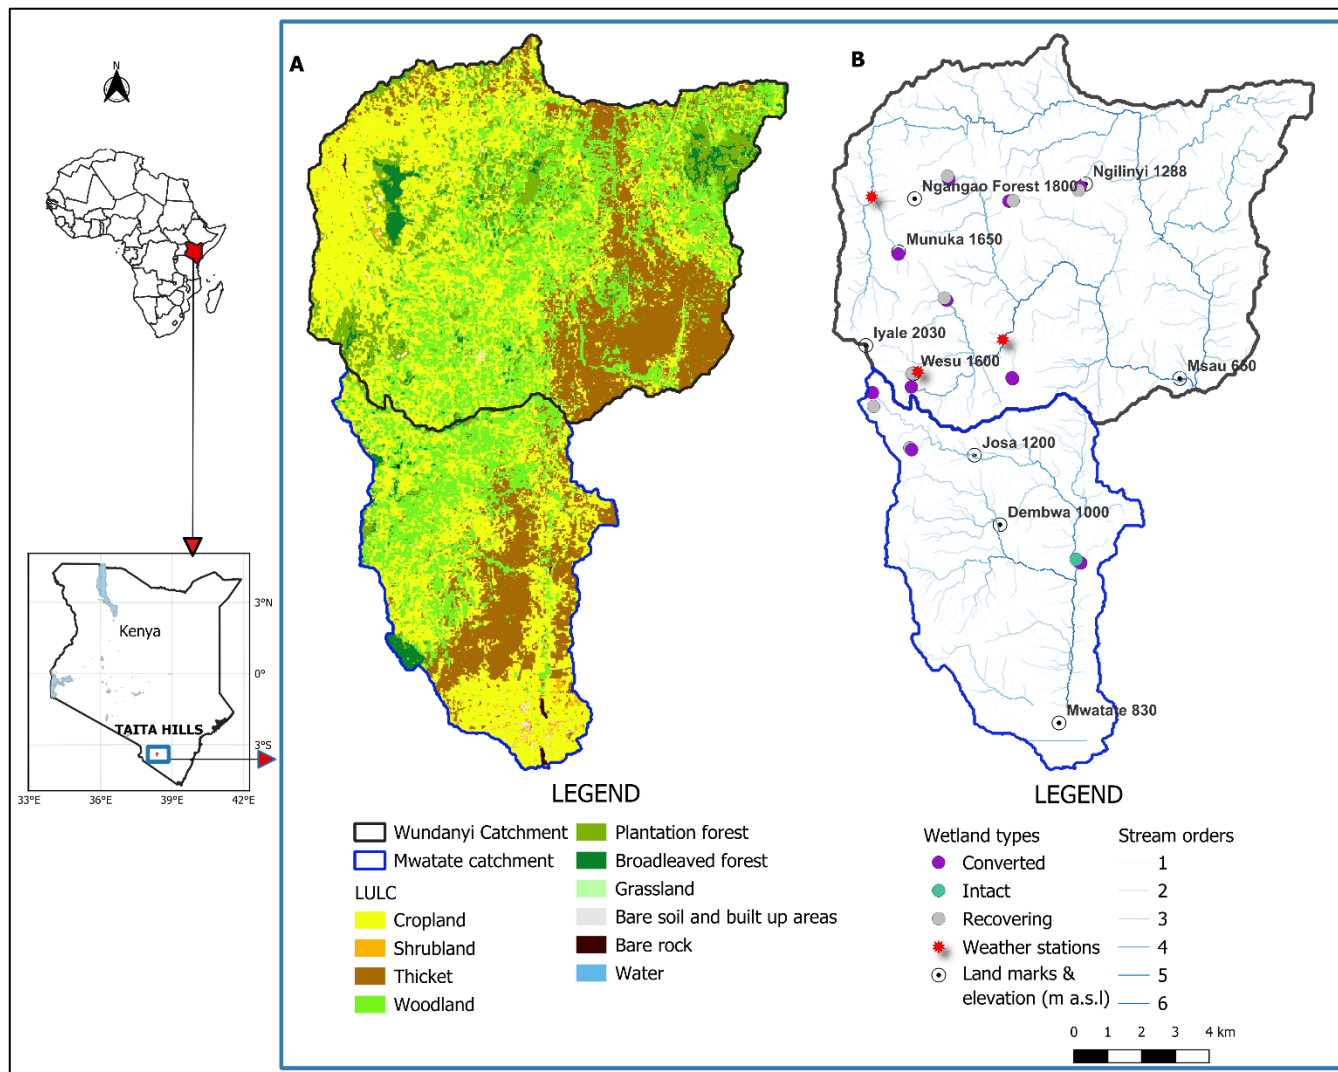 N
A
B
Ngilinyi 1288
Ngangao Forest 1800
Munuka 1650
Iyale 2030
Wesu 1600
Msau 660
Josa 1200
Dembwa 1000
Mwatate 830
Kenya
TAITA HILLS
3°N
0°
3°S
33°E
36°E
39°E
42°E
LEGEND
Wundanyi Catchment
Mwatate catchment
LULC
Cropland
Shrubland
Thicket
Woodland
Plantation forest
Broadleaved forest
Grassland
Bare soil and built up areas
Bare rock
Water
LEGEND
Wetland types
Converted
Intact
Recovering
Weather stations
Land marks &
elevation (m a.s.l)
Stream orders
1
2
3
4
5
6
0 1 2 3 4 km